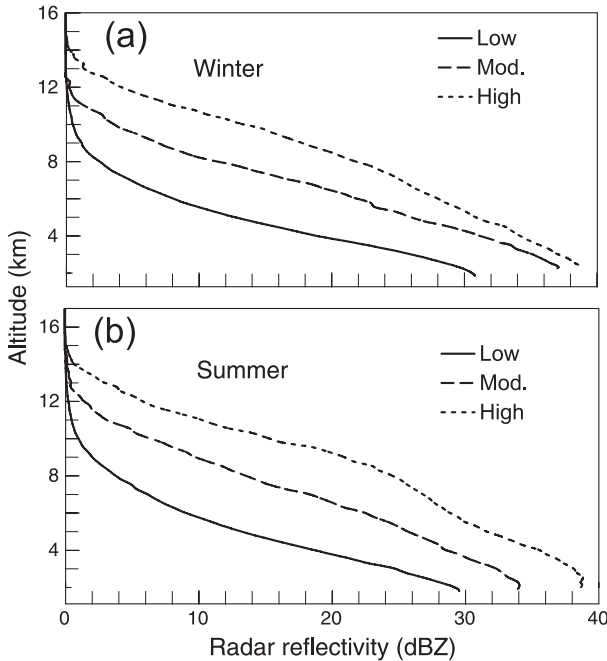 (a)
Winter
Low
Mod.
High
16
12
8
4
Altitude (km)
(b)
Summer
Low
Mod.
High
16
12
8
4
0 10 20 30 40
Radar reflectivity (dBZ)